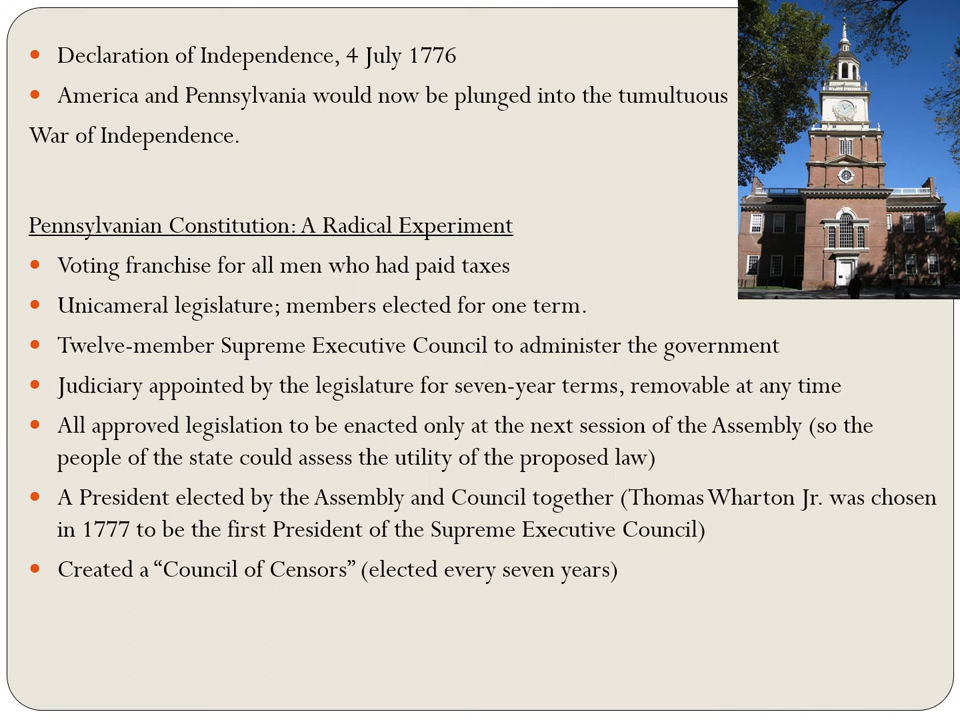 • Declaration of Independence, 4 July 1776
• America and Pennsylvania would now be plunged into the tumultuous
War of Independence.
Pennsylvanian Constitution: A Radical Experiment
• Voting franchise for all men who had paid taxes
• Unicameral legislature; members elected for one term.
• Twelve-member Supreme Executive Council to administer the government
• Judiciary appointed by the legislature for seven-year terms, removable at any time
• All approved legislation to be enacted only at the next session of the Assembly (so the
people of the state could assess the utility of the proposed law)
• A President elected by the Assembly and Council together (Thomas Wharton Jr. was chosen
in 1777 to be the first President of the Supreme Executive Council)
• Created a “Council of Censors” (elected every seven years)